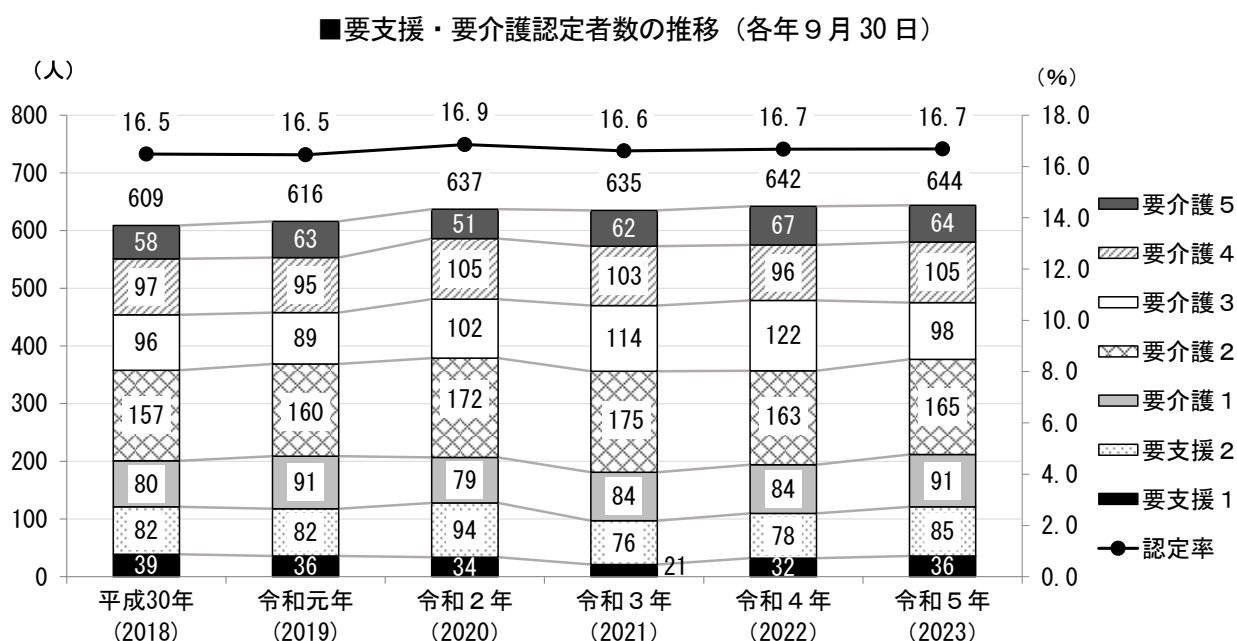 ■要支援・要介護認定者数の推移（各年９月30日）
（人）
（%）
800
700
600
500
400
300
200
100
0
18.0
16.0
14.0
12.0
10.0
8.0
6.0
4.0
2.0
0.0
16.5 16.5 16.9 16.6 16.7 16.7
609 616 637 635 642 644
58 63 51 62 67 64
97 95 105 103 96 105
96 89 102 114 122 98
157 160 172 175 163 165
80 91 79 84 84 91
82 82 94 76 78 85
39 36 34 21 32 36
平成30年 令和元年 令和２年 令和３年 令和４年 令和５年
(2018) (2019) (2020) (2021) (2022) (2023)
要介護５
要介護４
要介護３
要介護２
要介護１
要支援２
要支援１
認定率